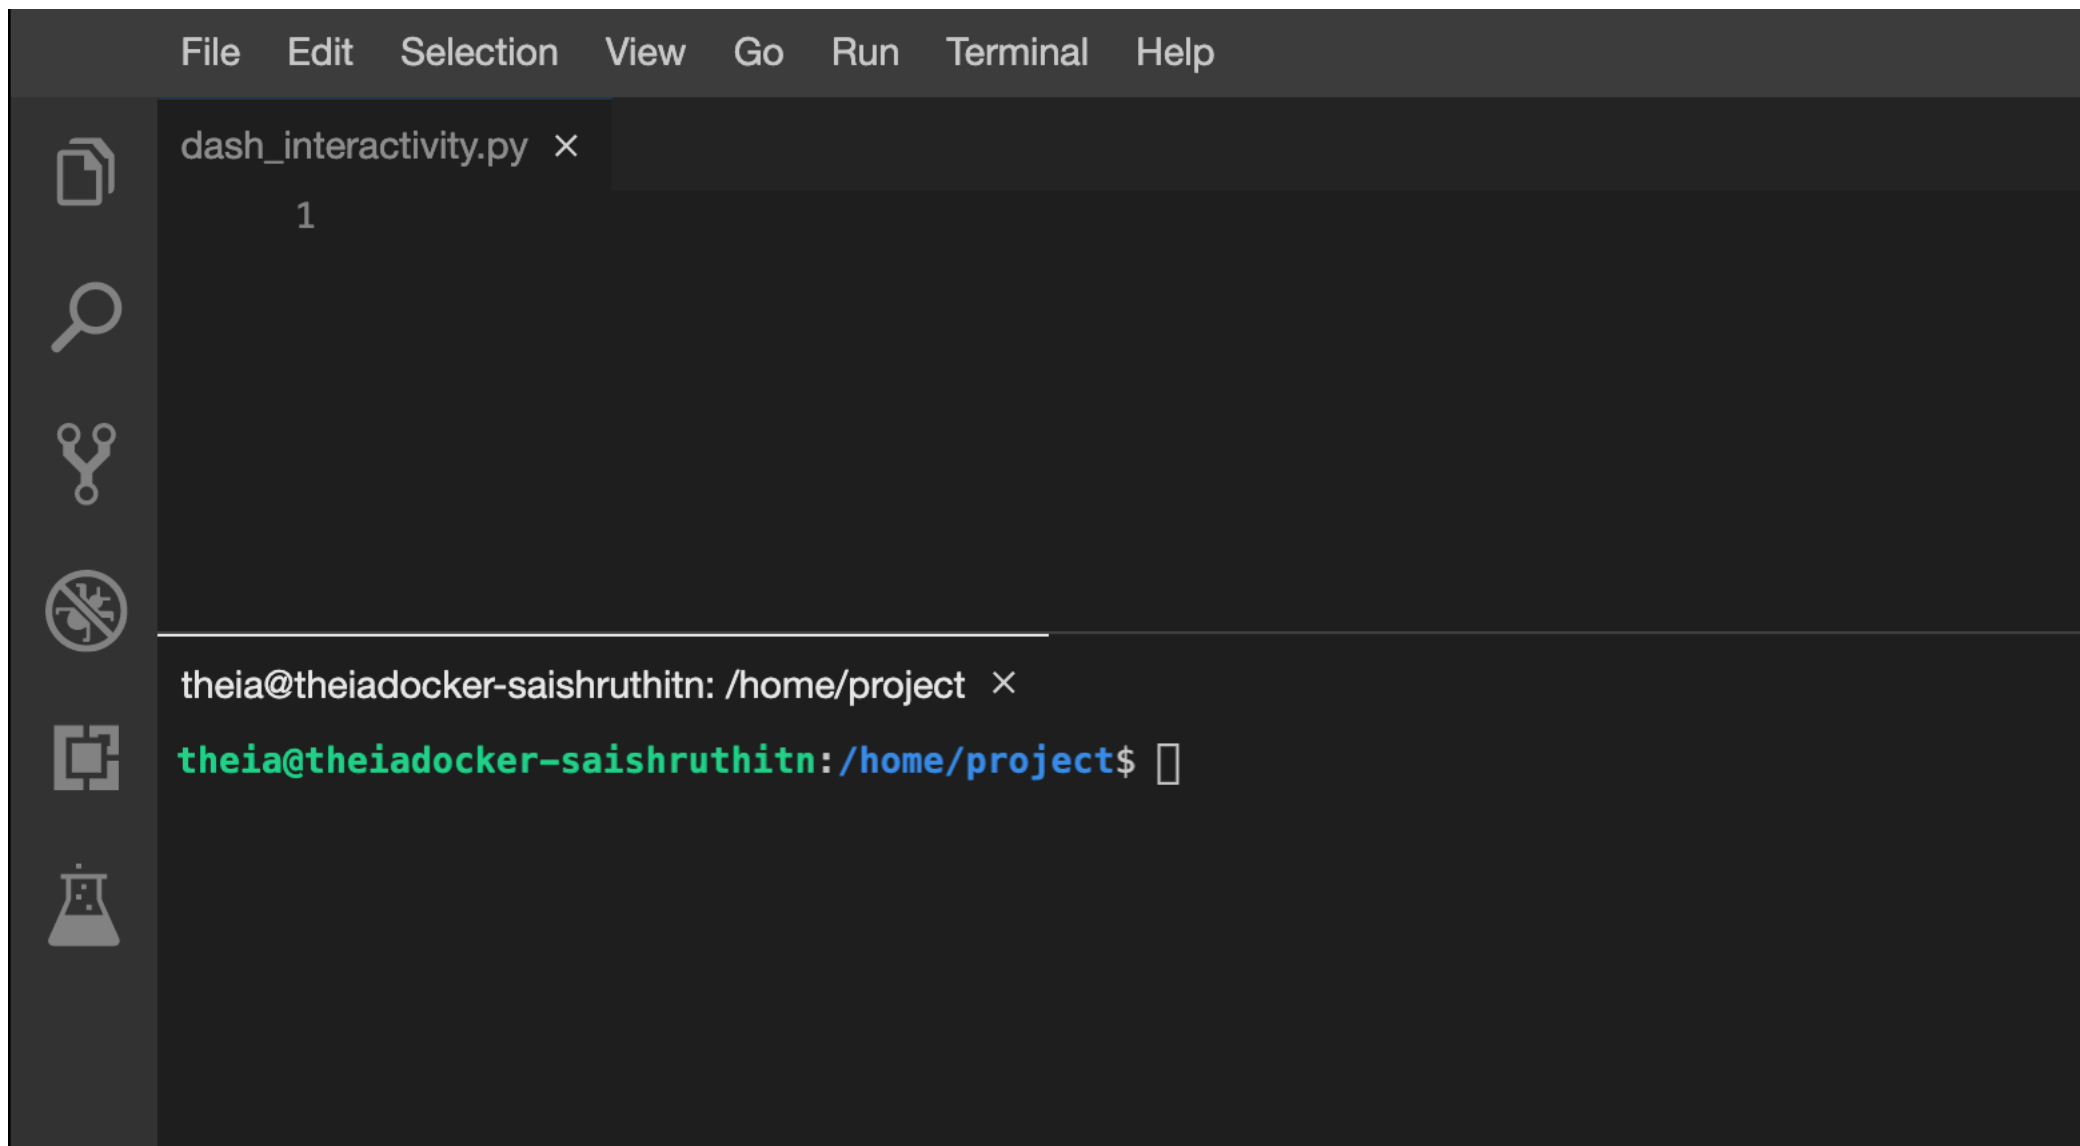 File Edit Selection View Go Run Terminal Help
dash_interactivity.py ×
1
theia@theiadocker-saishruthitn: /home/project ×
theia@theiadocker-saishruthitn:/home/project$